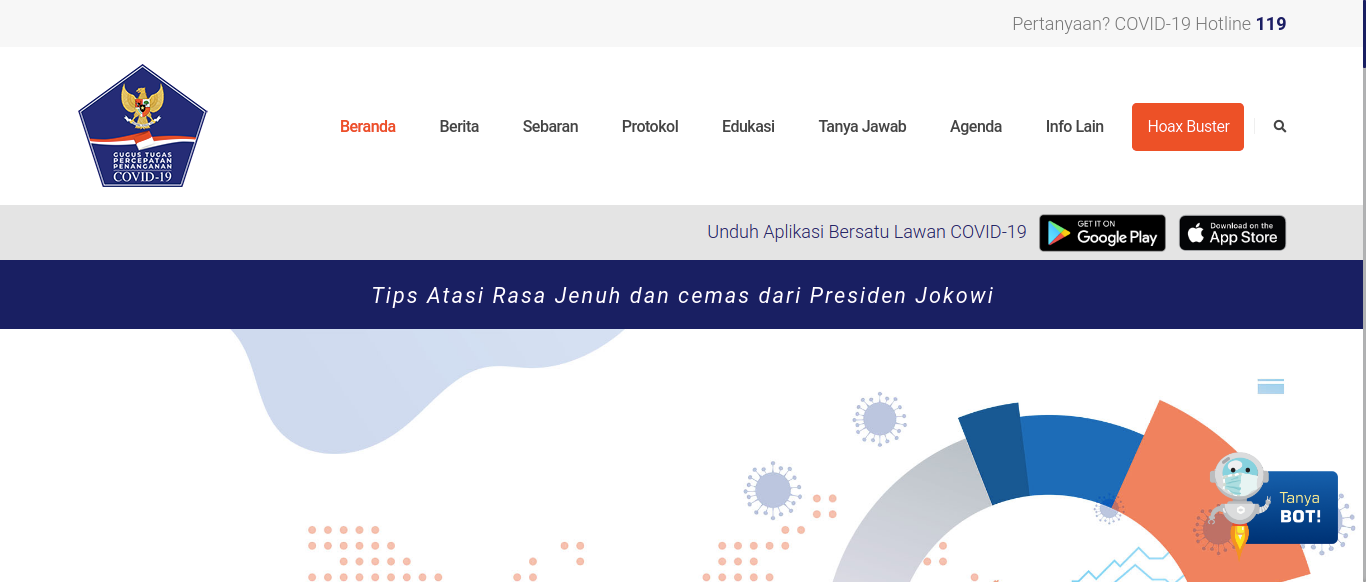 Pertanyaan? COVID-19 Hotline 119
GUGUS TUGAS
PERCEPATAN
PENANGANAN
COVID-19
Beranda Berita Sebaran Protokol Edukasi Tanya Jawab Agenda Info Lain Hoax Buster
Unduh Aplikasi Bersatu Lawan COVID-19
GET IT ON
Google Play
Download on the
App Store
Tips Atasi Rasa Jenuh dan cemas dari Presiden Jokowi
Tanya
BOT!